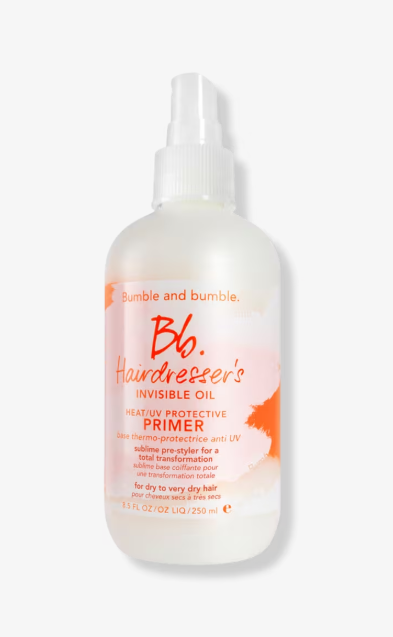 Bumble and bumble.
Bb.
Hairdresser's
INVISIBLE OIL
HEAT/UV PROTECTIVE
PRIMER
base thermo-protectrice anti UV
sublime pre-styler for a
total transformation
sublime base coiffante pour
une transformation totale
for dry to very dry hair
pour cheveux secs à très secs
8.5 FL OZ/OZ LIQ/250 ml e